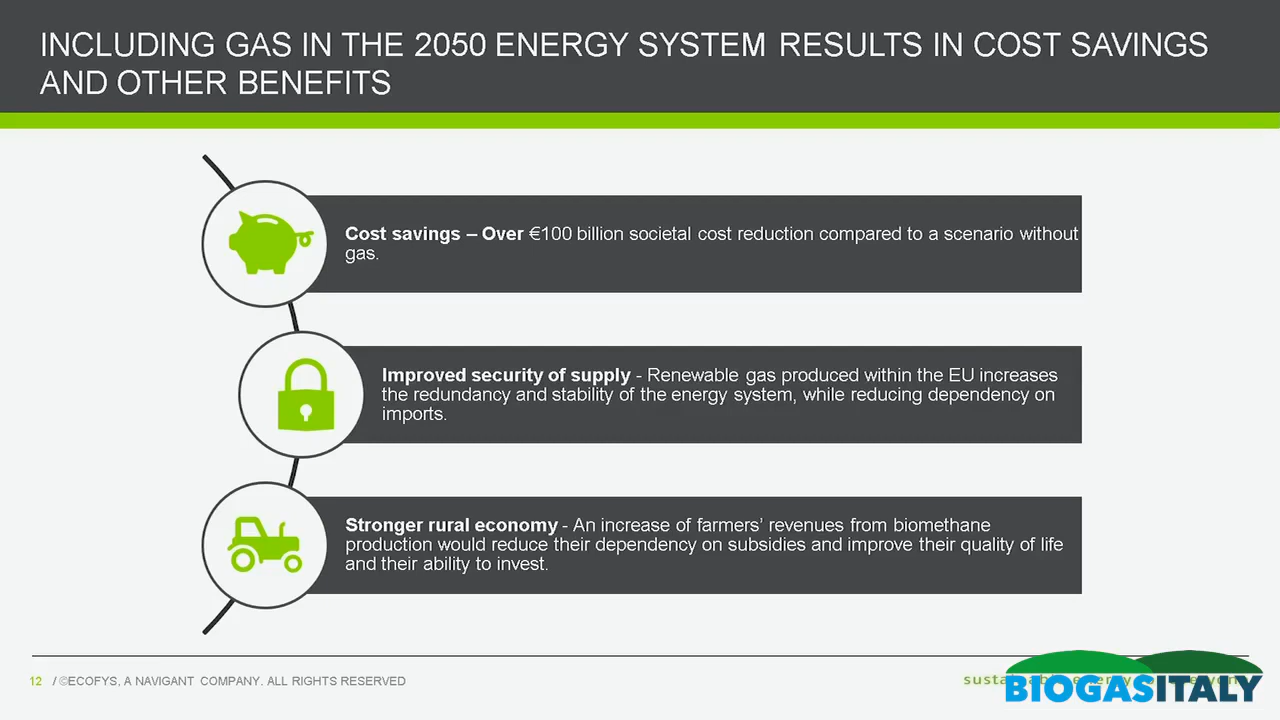 INCLUDING GAS IN THE 2050 ENERGY SYSTEM RESULTS IN COST SAVINGS
AND OTHER BENEFITS
Cost savings – Over €100 billion societal cost reduction compared to a scenario without
gas.
Improved security of supply - Renewable gas produced within the EU increases
the redundancy and stability of the energy system, while reducing dependency on
imports.
Stronger rural economy - An increase of farmers’ revenues from biomethane
production would reduce their dependency on subsidies and improve their quality of life
and their ability to invest.
12 / ©ECOFYS, A NAVIGANT COMPANY. ALL RIGHTS RESERVED
BIOGASITALY